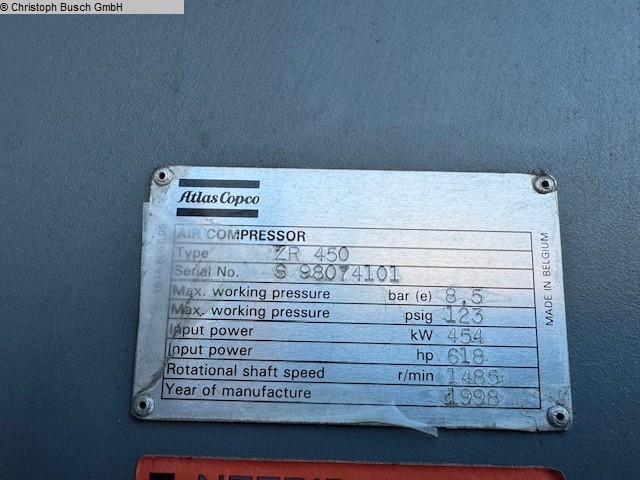 © Christoph Busch GmbH
Atlas Copco
AIR COMPRESSOR
Type ZR 450
Serial No. S 98074101
Max. working pressure bar (e) 8,5
Max. working pressure psig 123
Input power kW 454
Input power hp 618
Rotational shaft speed r/min 1485
Year of manufacture 1998
MADE IN BELGIUM